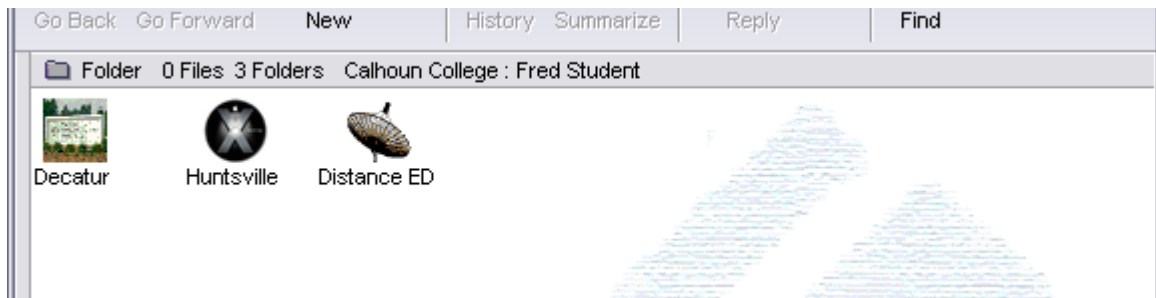 Go Back Go Forward New History Summarize Reply Find
Folder 0 Files 3 Folders Calhoun College : Fred Student
Decatur Huntsville Distance ED